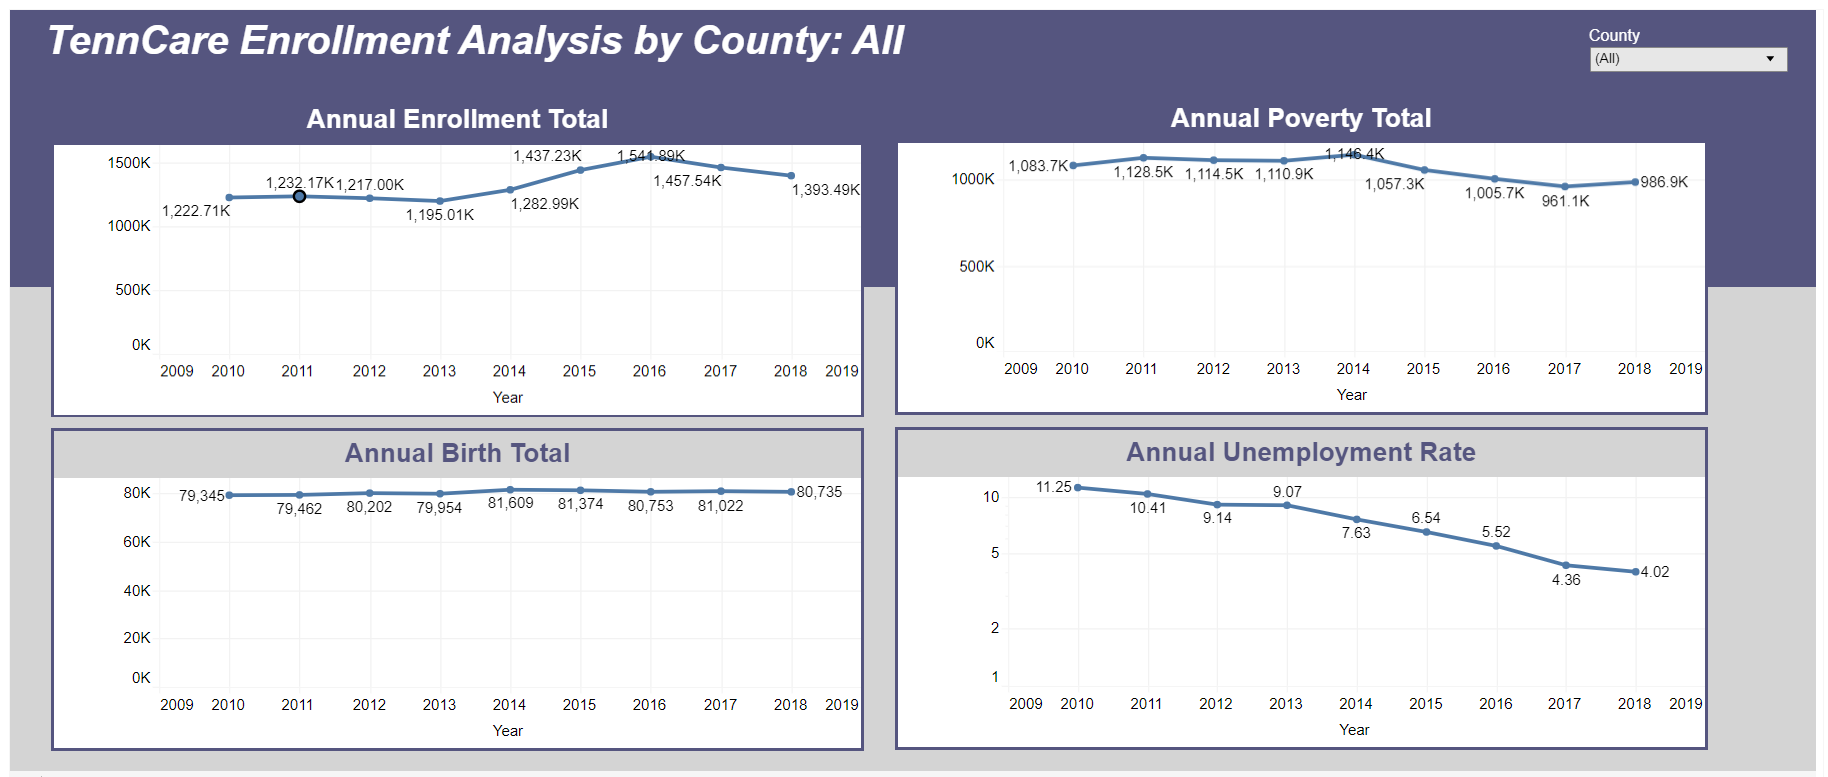 TennCare Enrollment Analysis by County: All
County
(All)
Annual Enrollment Total
1500K
1000K
500K
0K
1,222.71K
1,232.17K
1,217.00K
1,195.01K
1,282.99K
1,437.23K
1,541.89K
1,457.54K
1,393.49K
2009 2010 2011 2012 2013 2014 2015 2016 2017 2018 2019
Year
Annual Poverty Total
1000K
500K
0K
1,083.7K
1,128.5K
1,114.5K
1,110.9K
1,146.4K
1,057.3K
1,005.7K
961.1K
986.9K
2009 2010 2011 2012 2013 2014 2015 2016 2017 2018 2019
Year
Annual Birth Total
80K
60K
40K
20K
0K
79,345
79,462
80,202
79,954
81,609
81,374
80,753
81,022
80,735
2009 2010 2011 2012 2013 2014 2015 2016 2017 2018 2019
Year
Annual Unemployment Rate
10
5
2
1
11.25
10.41
9.14
9.07
7.63
6.54
5.52
4.36
4.02
2009 2010 2011 2012 2013 2014 2015 2016 2017 2018 2019
Year